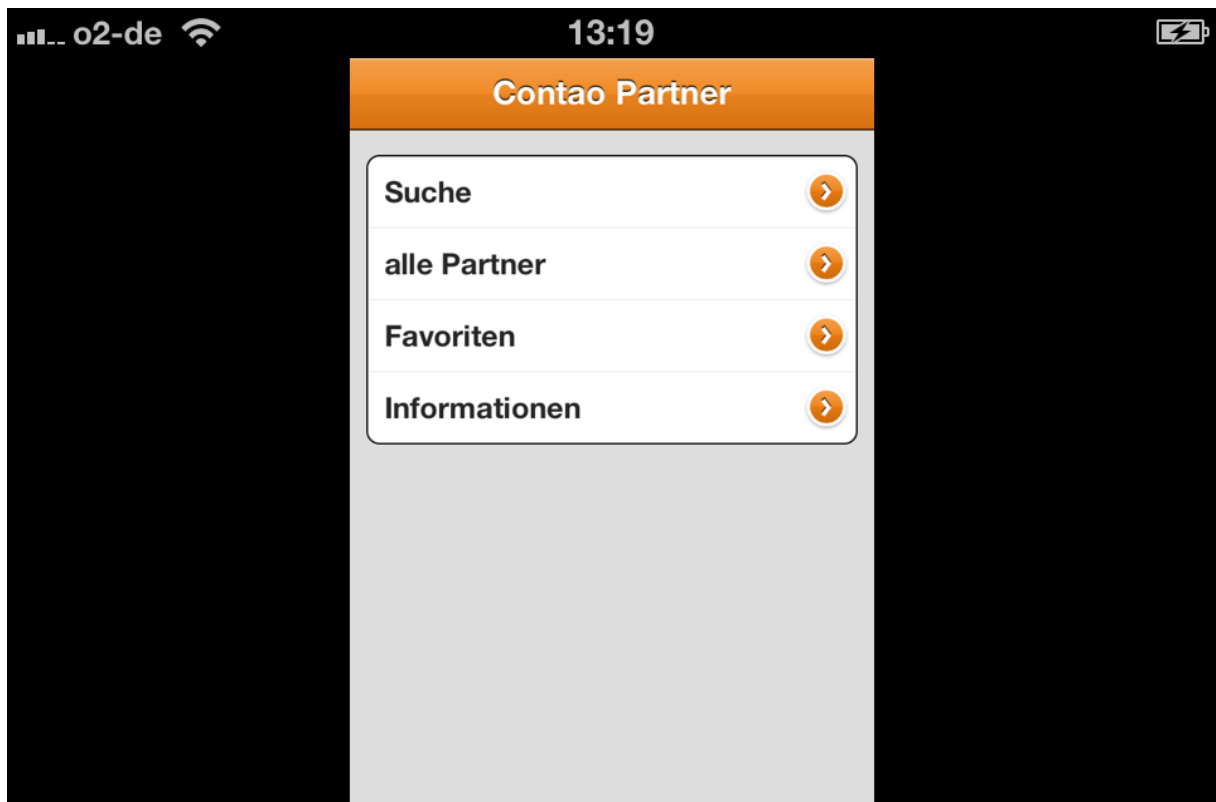 o2-de 13:19
Contao Partner
Suche
alle Partner
Favoriten
Informationen